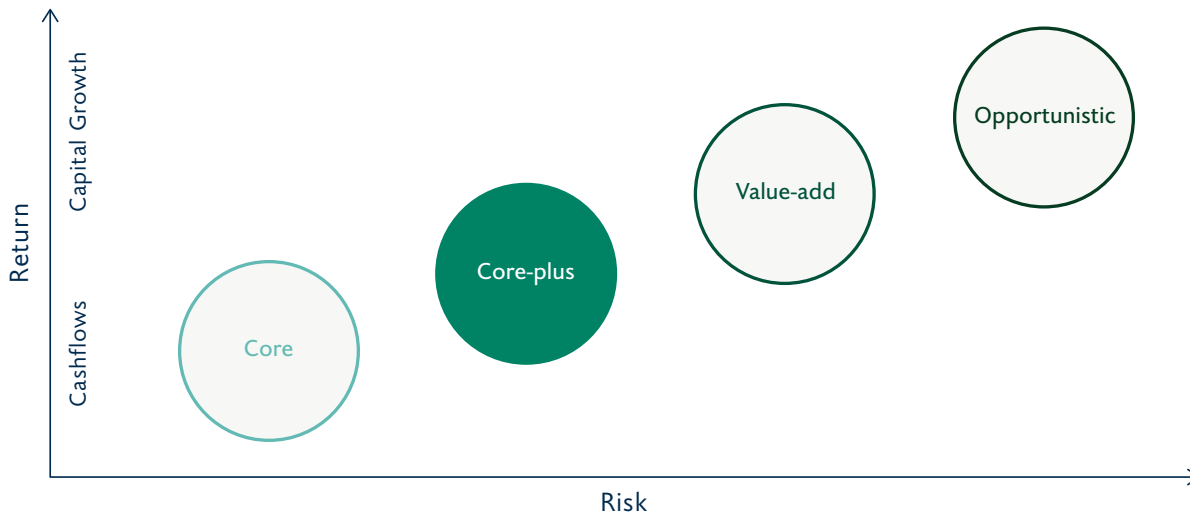 Return
Capital Growth
Cashflows
Opportunistic
Value-add
Core-plus
Core
Risk